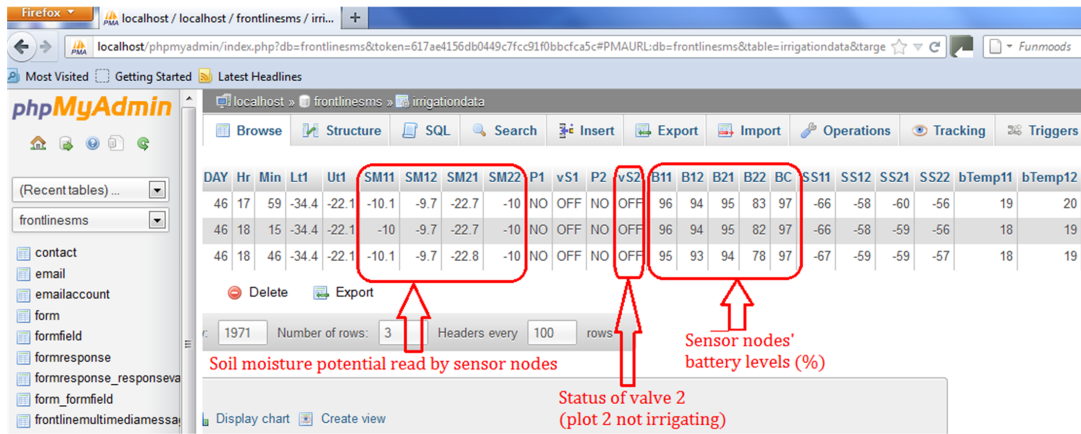 Firefox
localhost / localhost / frontlinesms / irri... +
localhost/phpmyadmin/index.php?db=frontlinesms&token=617ae4156db0449c7fcc91f0bbcfca5c#PMAURL:db=frontlinesms&table=irrigationdata&targe
Funmoods
Most Visited Getting Started Latest Headlines
phpMyAdmin
localhost » frontlinesms » irrigationdata
Browse Structure SQL Search Insert Export Import Operations Tracking Triggers
(Recent tables) ...
frontlinesms
contact
email
emailaccount
form
formfield
formresponse
formresponse_responseva
form_formfield
frontlinemultimediamessa
DAY Hr Min Lt1 Ut1 SM11 SM12 SM21 SM22 P1 vS1 P2 vS2 B11 B12 B21 B22 BC SS11 SS12 SS21 SS22 bTemp11 bTemp12
46 17 59 -34.4 -22.1 -10.1 -9.7 -22.7 -10 NO OFF NO OFF 96 94 95 83 97 -66 -58 -60 -56 19 20
46 18 15 -34.4 -22.1 -10 -9.7 -22.7 -10 NO OFF NO OFF 96 94 95 82 97 -66 -58 -59 -56 18 19
46 18 46 -34.4 -22.1 -10.1 -9.7 -22.8 -10 NO OFF NO OFF 95 93 94 78 97 -67 -59 -59 -57 18 19
Delete Export
1971 Number of rows: 3 Headers every 100 rows
Soil moisture potential read by sensor nodes
Sensor nodes'
battery levels (%)
Status of valve 2
(plot 2 not irrigating)
Display chart Create view